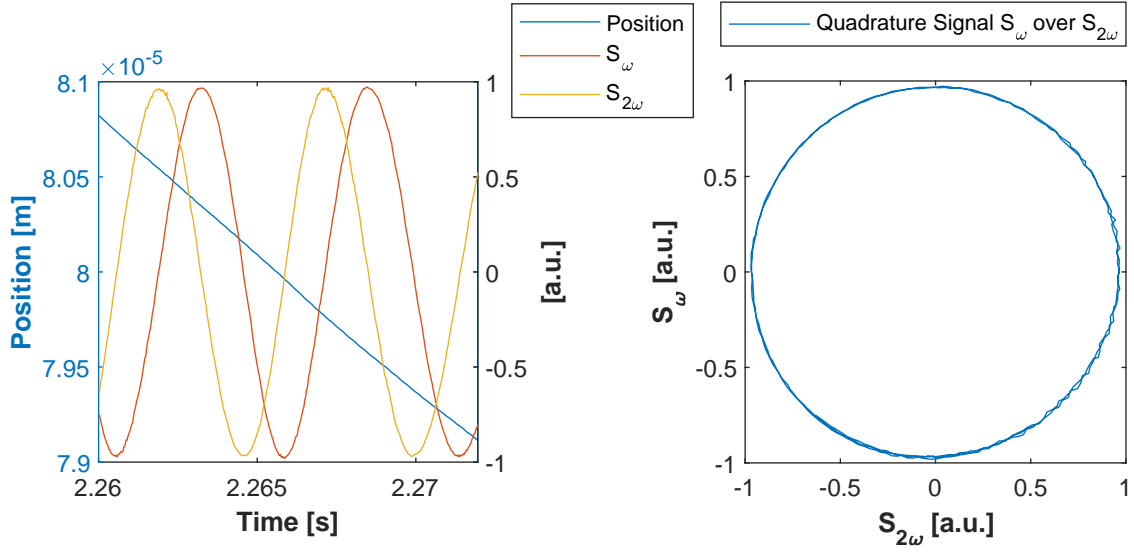 Position
S_ω
S_2ω
Quadrature Signal S_ω over S_2ω
×10^-5
8.1
8.05
8
7.95
7.9
Position [m]
1
0.5
0
-0.5
-1
[a.u.]
2.26
2.265
2.27
Time [s]
1
0.5
0
-0.5
-1
S_ω [a.u.]
-1
-0.5
0
0.5
1
S_2ω [a.u.]